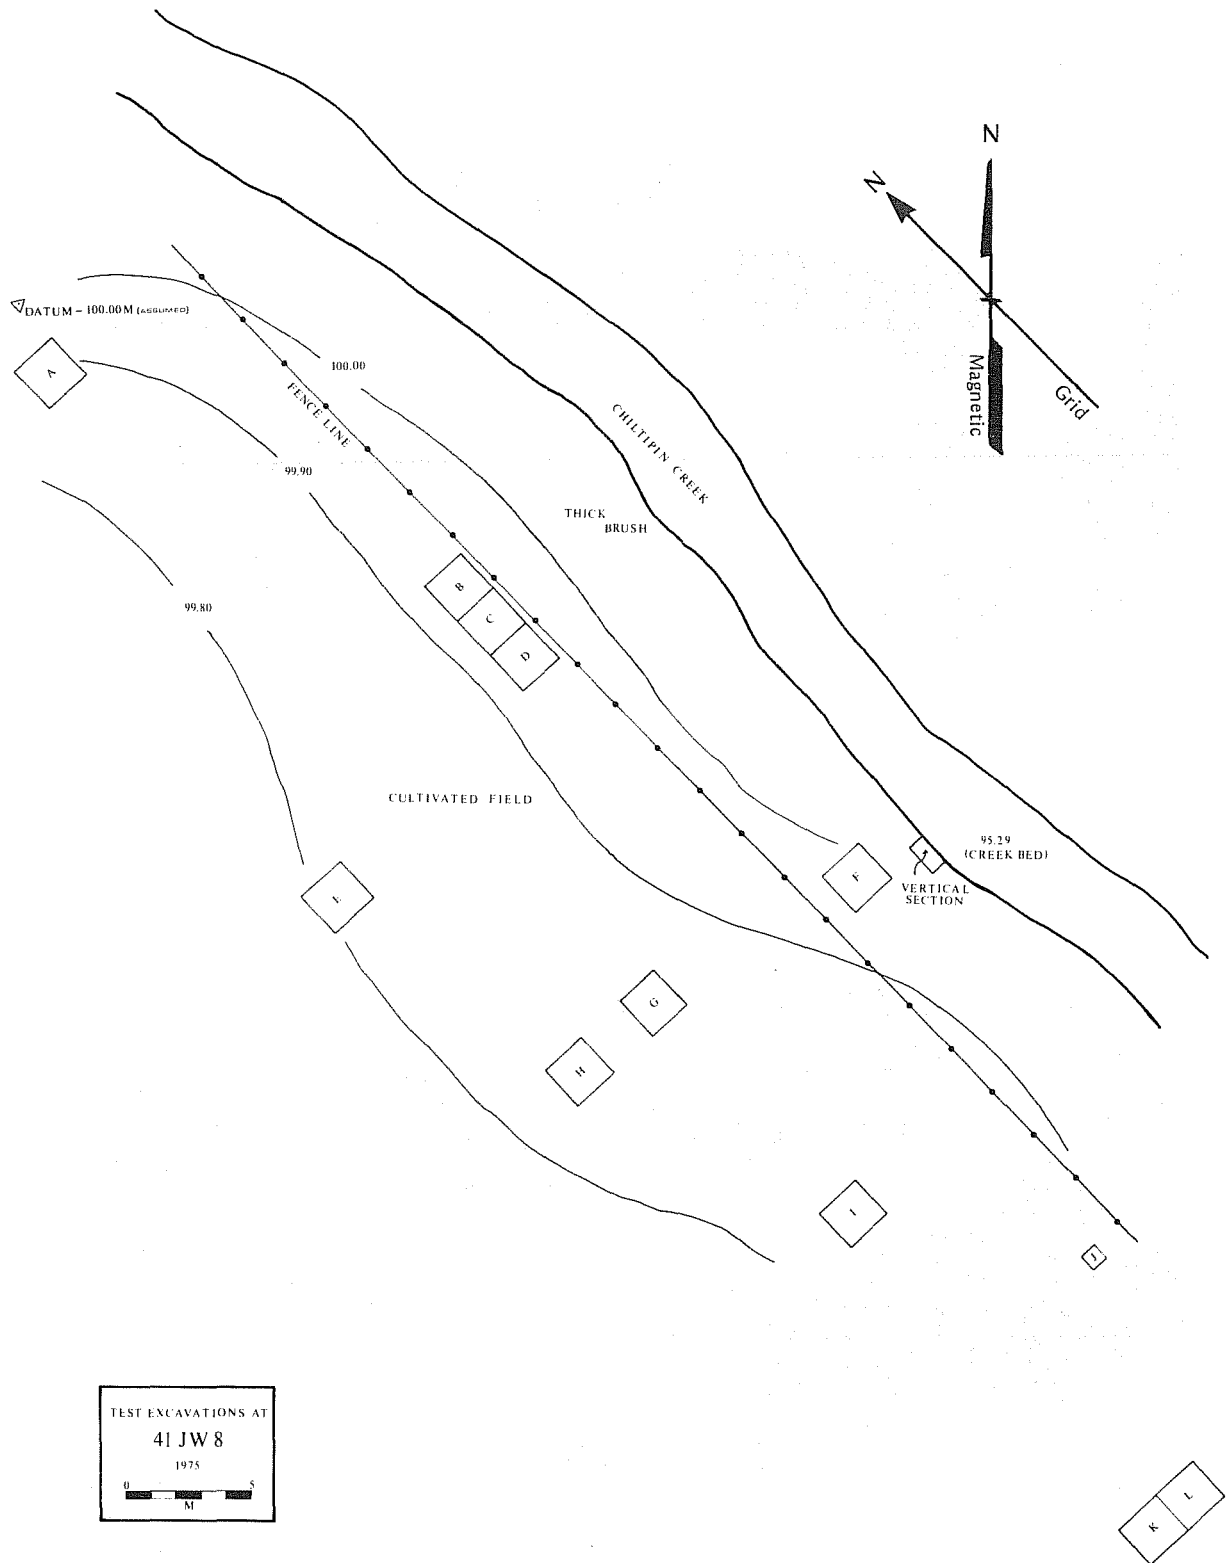 N
N
Magnetic
Grid
DATUM – 100.00M (ASSUMED)
A
100.00
FENCE LINE
99.90
CHILTIPIN CREEK
THICK
BRUSH
99.80
B
C
D
CULTIVATED FIELD
95.29
(CREEK BED)
VERTICAL
SECTION
F
E
G
H
I
J
TEST EXCAVATIONS AT
41 JW 8
1975
0 5
M
L
K